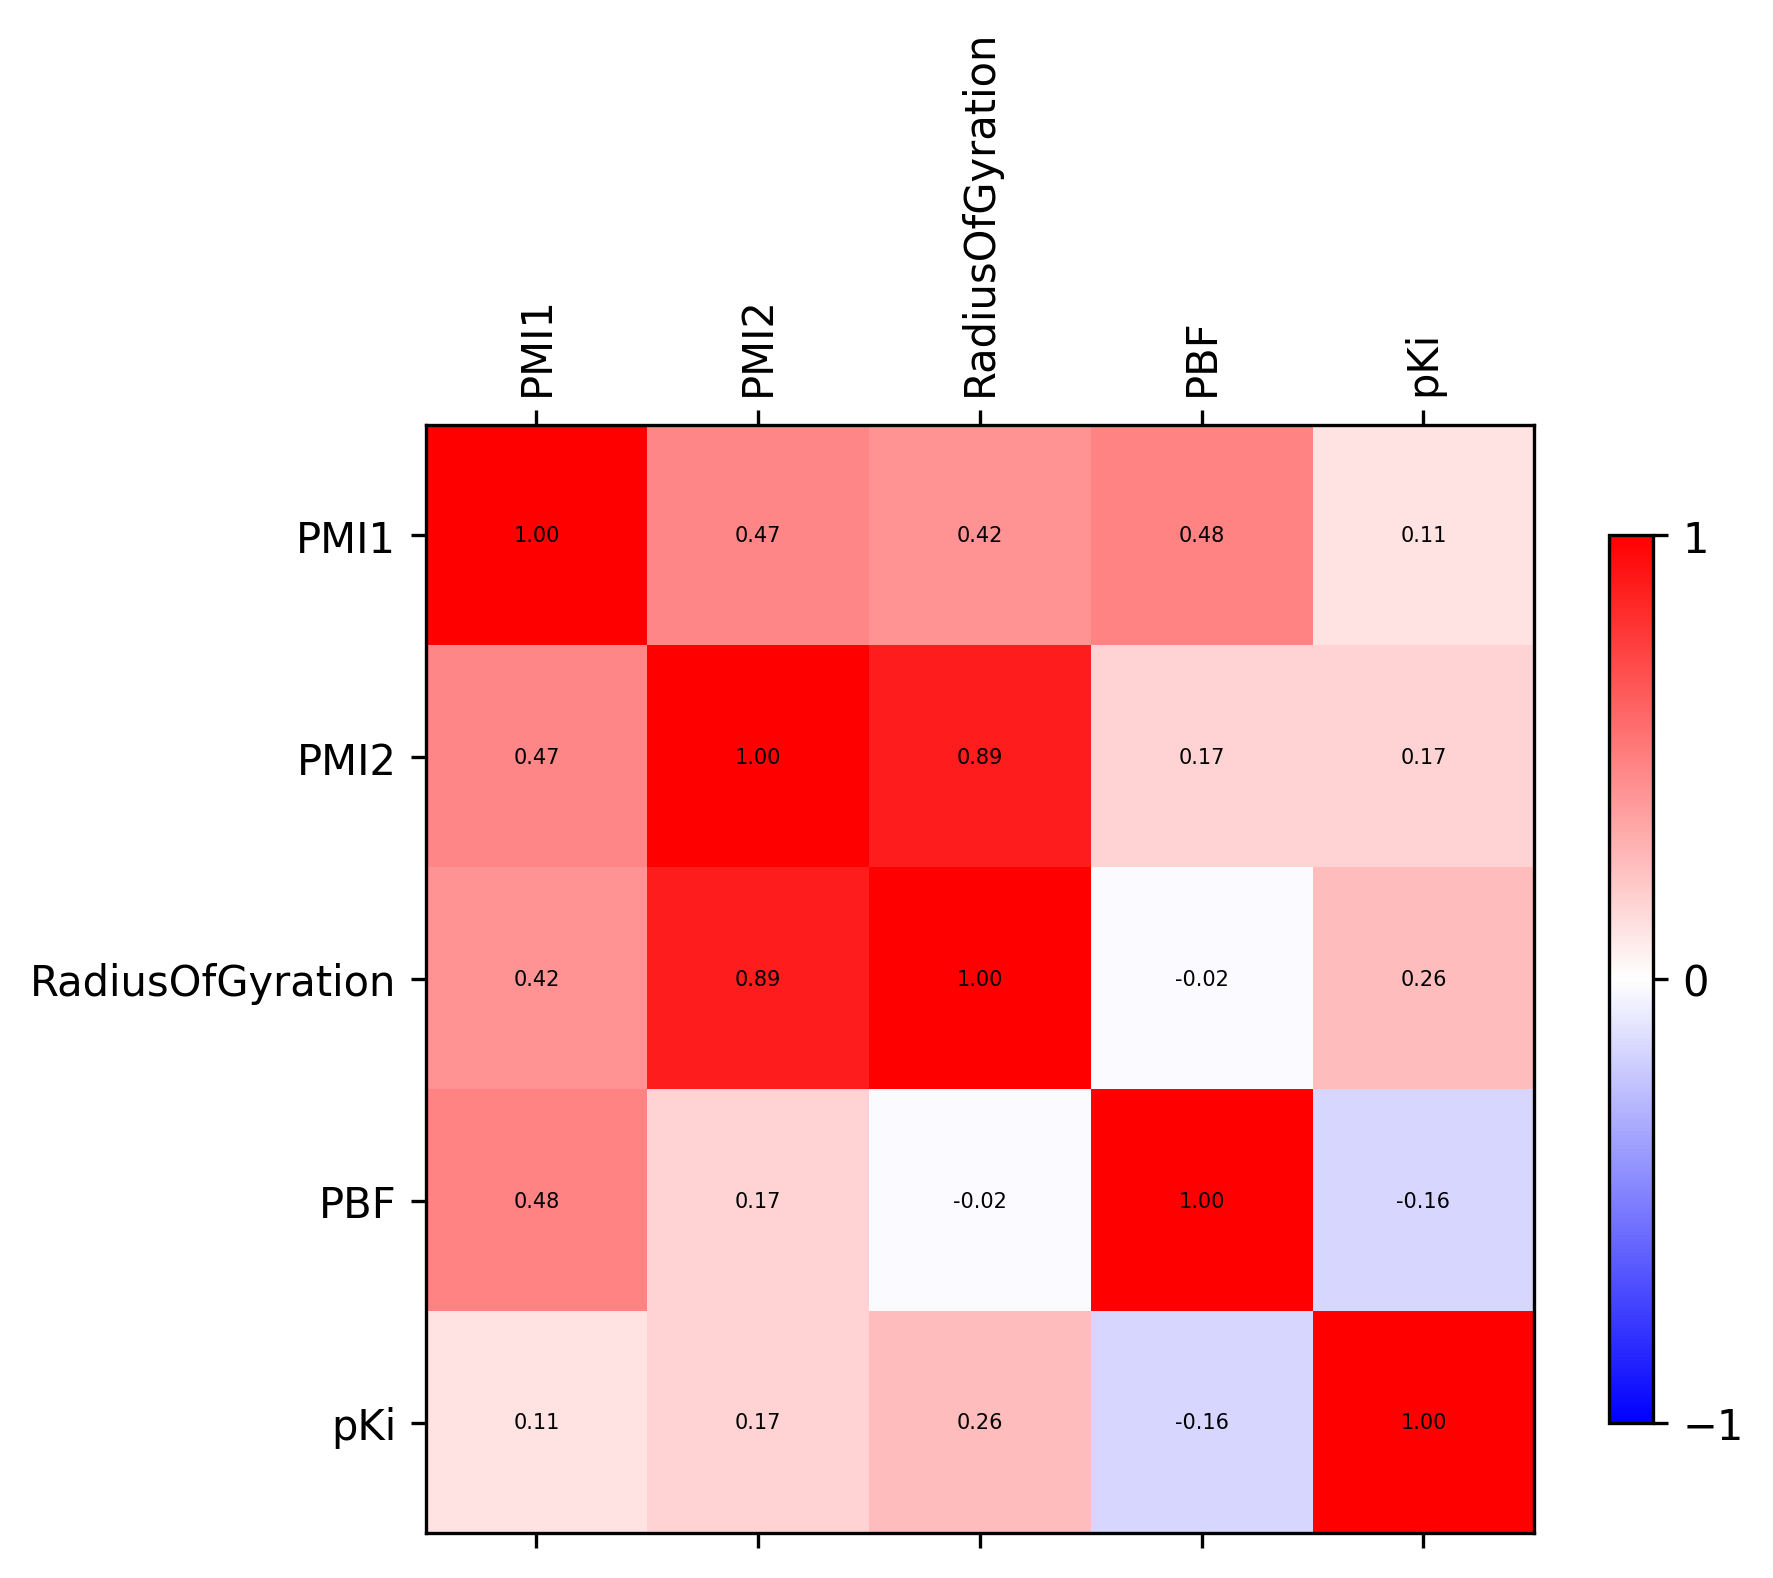 PMI1 PMI2 RadiusOfGyration PBF pKi
PMI1 1.00 0.47 0.42 0.48 0.11
PMI2 0.47 1.00 0.89 0.17 0.17
RadiusOfGyration 0.42 0.89 1.00 -0.02 0.26
PBF 0.48 0.17 -0.02 1.00 -0.16
pKi 0.11 0.17 0.26 -0.16 1.00
1
0
−1